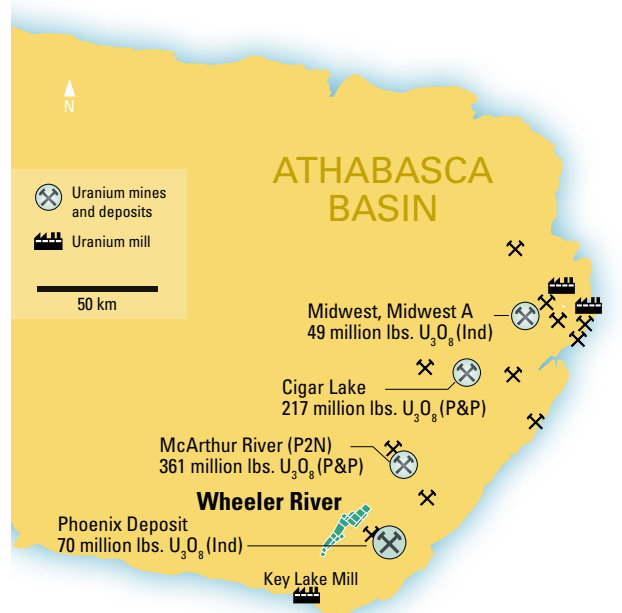 N
ATHABASCA
BASIN
Uranium mines
and deposits
Uranium mill
50 km
Midwest, Midwest A
49 million lbs. U₃O₈ (Ind)
Cigar Lake
217 million lbs. U₃O₈ (P&P)
McArthur River (P2N)
361 million lbs. U₃O₈ (P&P)
Wheeler River
Phoenix Deposit
70 million lbs. U₃O₈ (Ind)
Key Lake Mill